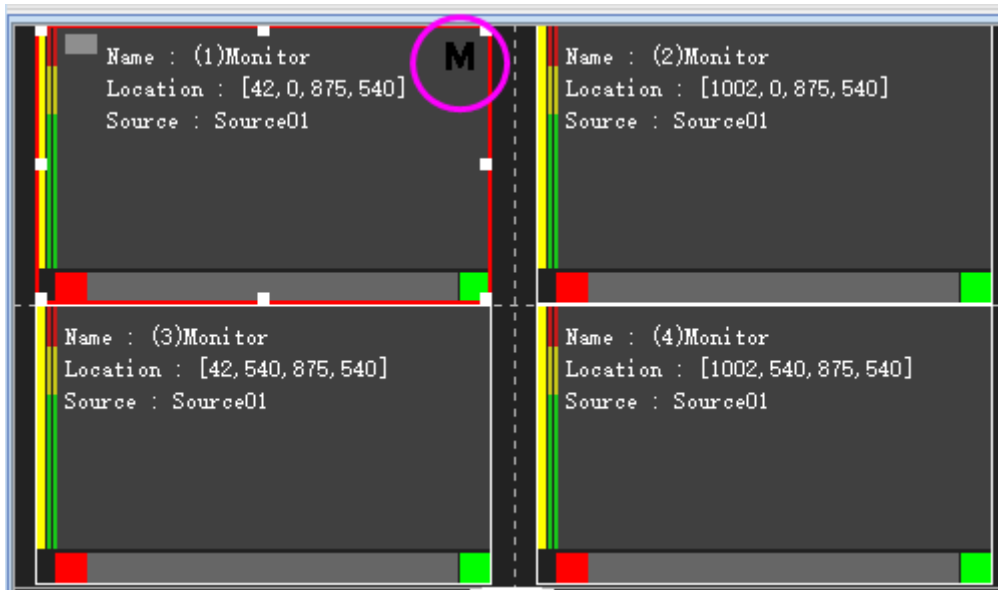 Name : (1)Monitor
M
Location : [42,0,875,540]
Source : Source01
Name : (2)Monitor
Location : [1002,0,875,540]
Source : Source01
Name : (3)Monitor
Location : [42,540,875,540]
Source : Source01
Name : (4)Monitor
Location : [1002,540,875,540]
Source : Source01